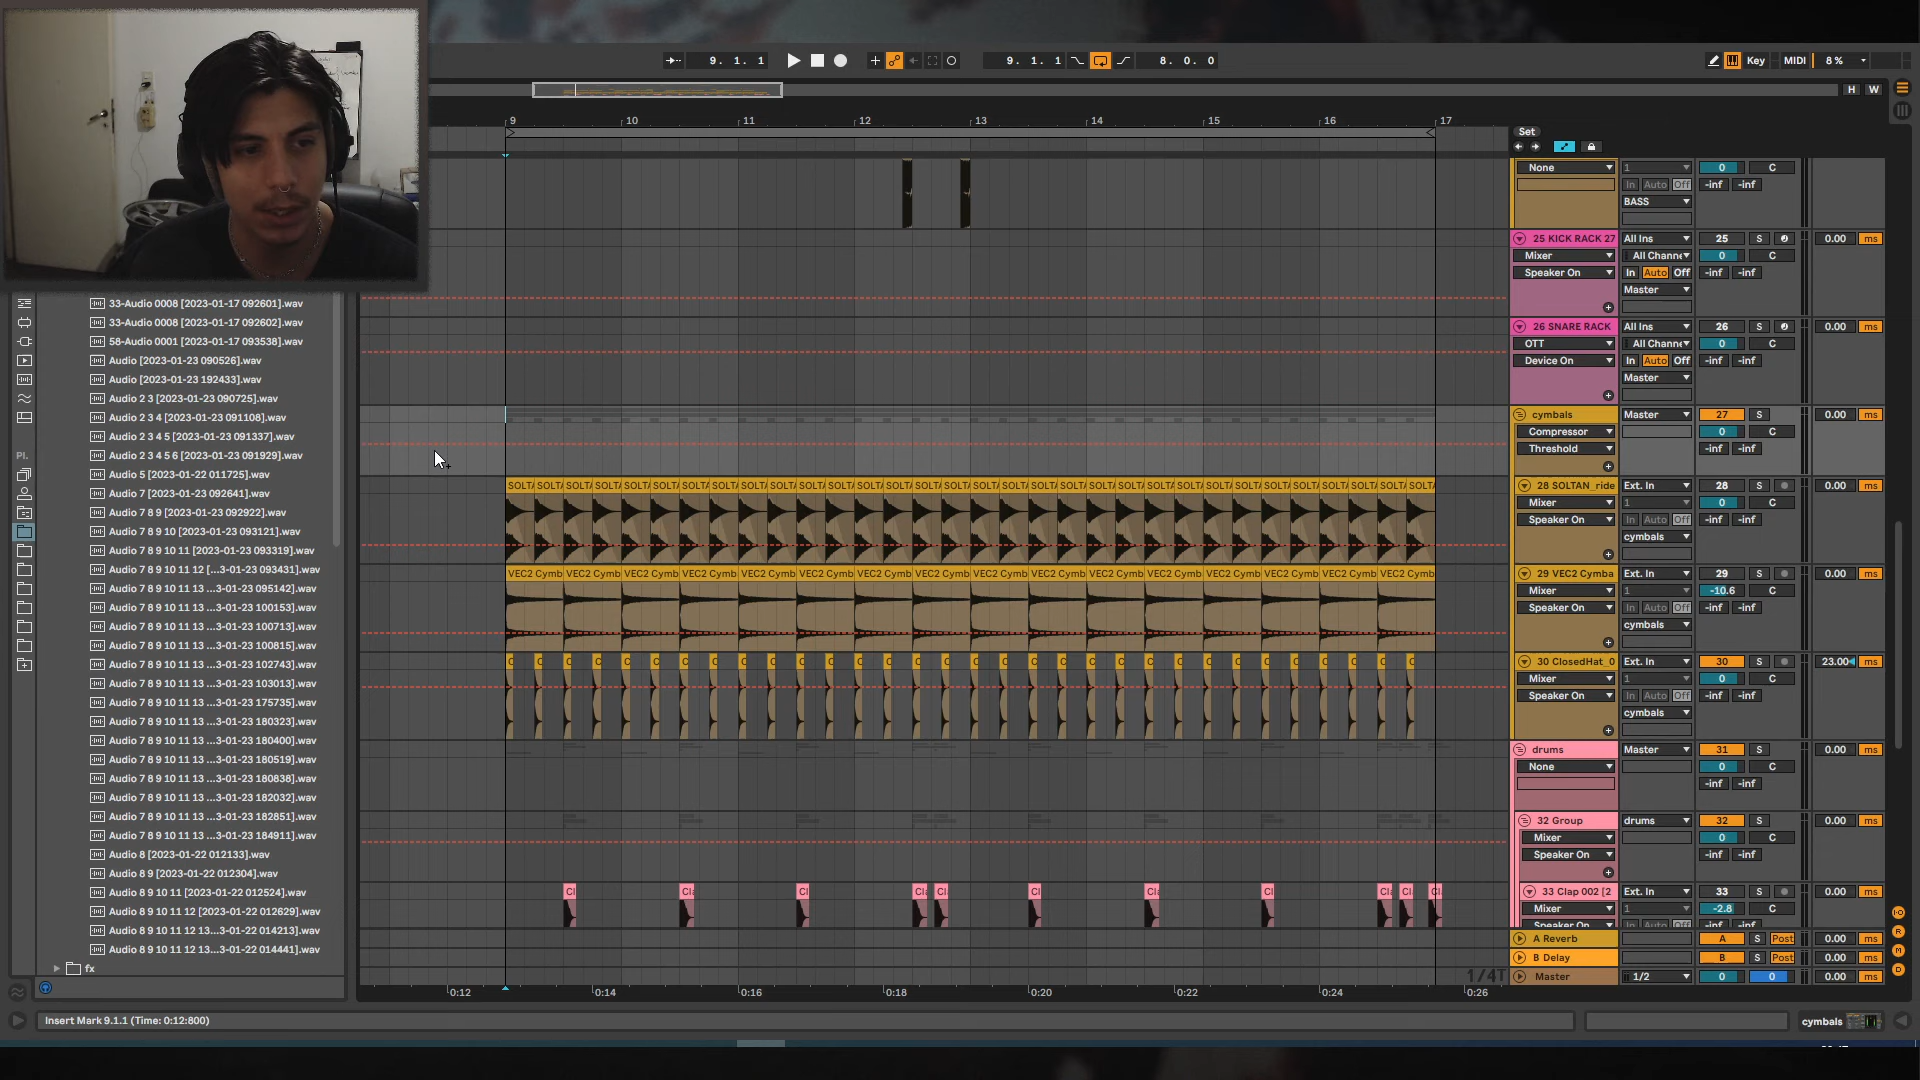 9. 1. 1
9. 1. 1
8. 0. 0
Key
MIDI
8 %
H
W
9
10
11
12
13
14
15
16
17
Set
None
1
0
C
In Auto Off
-inf
-inf
BASS
25 KICK RACK 27
All Ins
25
S
0.00
ms
Mixer
0
C
Speaker On
In Auto Off
-inf
-inf
Master
26 SNARE RACK
All Ins
26
S
0.00
ms
OTT
0
C
Device On
In Auto Off
-inf
-inf
Master
cymbals
Master
27
S
0.00
ms
Compressor
0
C
Threshold
-inf
-inf
28 SOLTAN_ride
Ext. In
28
S
0.00
ms
Mixer
1
0
C
Speaker On
In Auto Off
-inf
-inf
cymbals
29 VEC2 Cymba
Ext. In
29
S
0.00
ms
Mixer
1
-10.6
C
Speaker On
In Auto Off
-inf
-inf
cymbals
VEC2 Cymb
30 ClosedHat_0
Ext. In
30
S
23.00
ms
Mixer
1
0
C
Speaker On
In Auto Off
-inf
-inf
cymbals
drums
Master
31
S
0.00
ms
None
0
C
-inf
-inf
32 Group
drums
32
S
0.00
ms
Mixer
0
C
Speaker On
-inf
-inf
33 Clap 002 [2
Ext. In
33
S
0.00
ms
Mixer
1
-2.8
C
A Reverb
A
S
Post
0.00
ms
B Delay
B
S
Post
0.00
ms
Master
1/2
0
0
0.00
ms
1/4T
33-Audio 0008 [2023-01-17 092601].wav
33-Audio 0008 [2023-01-17 092602].wav
58-Audio 0001 [2023-01-17 093538].wav
Audio [2023-01-23 090526].wav
Audio [2023-01-23 192433].wav
Audio 2 3 [2023-01-23 090725].wav
Audio 2 3 4 [2023-01-23 091108].wav
Audio 2 3 4 5 [2023-01-23 091337].wav
Audio 2 3 4 5 6 [2023-01-23 091929].wav
Audio 5 [2023-01-22 011725].wav
Audio 7 [2023-01-23 092641].wav
Audio 7 8 9 [2023-01-23 092922].wav
Audio 7 8 9 10 [2023-01-23 093121].wav
Audio 7 8 9 10 11 [2023-01-23 093319].wav
Audio 7 8 9 10 11 12 [...3-01-23 093431].wav
Audio 7 8 9 10 11 13 ...3-01-23 095142].wav
Audio 7 8 9 10 11 13 ...3-01-23 100153].wav
Audio 7 8 9 10 11 13 ...3-01-23 100713].wav
Audio 7 8 9 10 11 13 ...3-01-23 100815].wav
Audio 7 8 9 10 11 13 ...3-01-23 102743].wav
Audio 7 8 9 10 11 13 ...3-01-23 103013].wav
Audio 7 8 9 10 11 13 ...3-01-23 175735].wav
Audio 7 8 9 10 11 13 ...3-01-23 180323].wav
Audio 7 8 9 10 11 13 ...3-01-23 180400].wav
Audio 7 8 9 10 11 13 ...3-01-23 180519].wav
Audio 7 8 9 10 11 13 ...3-01-23 180838].wav
Audio 7 8 9 10 11 13 ...3-01-23 182032].wav
Audio 7 8 9 10 11 13 ...3-01-23 182851].wav
Audio 7 8 9 10 11 13 ...3-01-23 184911].wav
Audio 8 [2023-01-22 012133].wav
Audio 8 9 [2023-01-22 012304].wav
Audio 8 9 10 11 [2023-01-22 012524].wav
Audio 8 9 10 11 12 [2023-01-22 012629].wav
Audio 8 9 10 11 12 13...-01-22 014213].wav
Audio 8 9 10 11 12 13...-01-22 014441].wav
fx
0:12
0:14
0:16
0:18
0:20
0:22
0:24
0:26
Insert Mark 9.1.1 (Time: 0:12:800)
cymbals